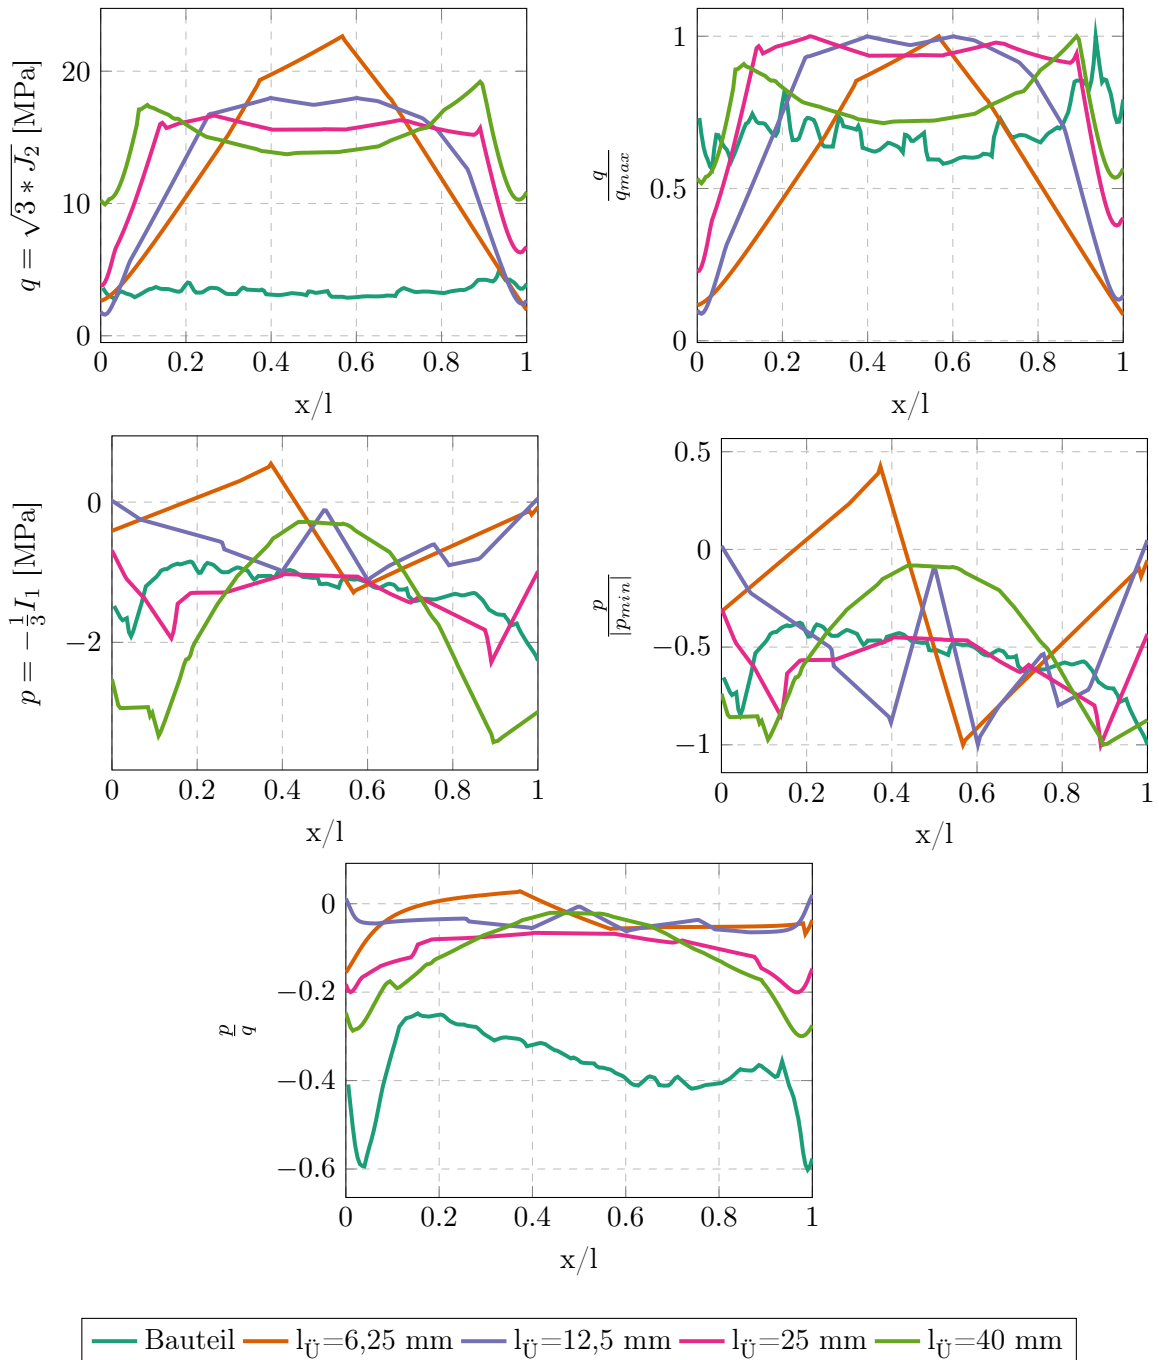 q = √3 * J₂ [MPa]
20
10
0
0 0.2 0.4 0.6 0.8 1
x/l
q/q_max
1
0.5
0
0 0.2 0.4 0.6 0.8 1
x/l
p = −1/3 I₁ [MPa]
0
−2
0 0.2 0.4 0.6 0.8 1
x/l
p/|p_min|
0.5
0
−0.5
−1
0 0.2 0.4 0.6 0.8 1
x/l
p/q
0
−0.2
−0.4
−0.6
0 0.2 0.4 0.6 0.8 1
x/l
Bauteil l_Ü=6,25 mm l_Ü=12,5 mm l_Ü=25 mm l_Ü=40 mm